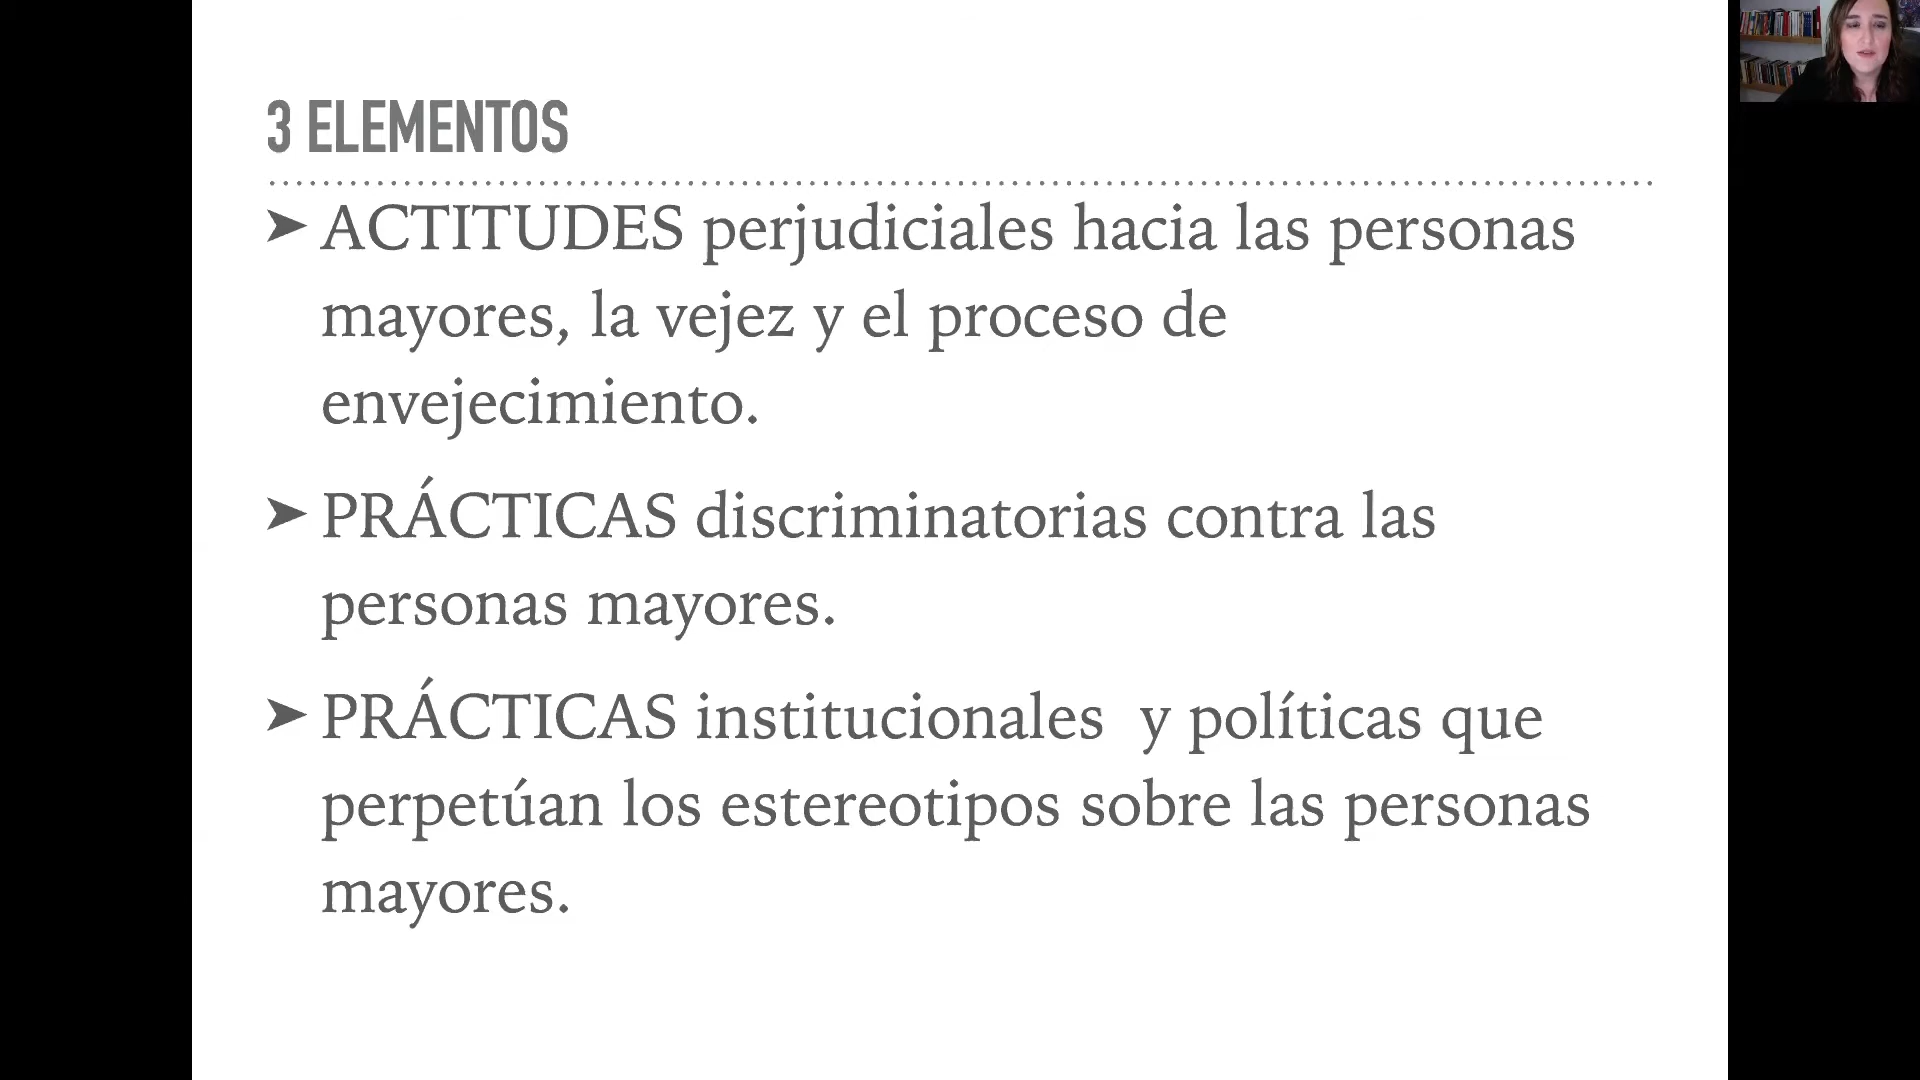 3 ELEMENTOS
➤ ACTITUDES perjudiciales hacia las personas
mayores, la vejez y el proceso de
envejecimiento.
➤ PRÁCTICAS discriminatorias contra las
personas mayores.
➤ PRÁCTICAS institucionales y políticas que
perpetúan los estereotipos sobre las personas
mayores.